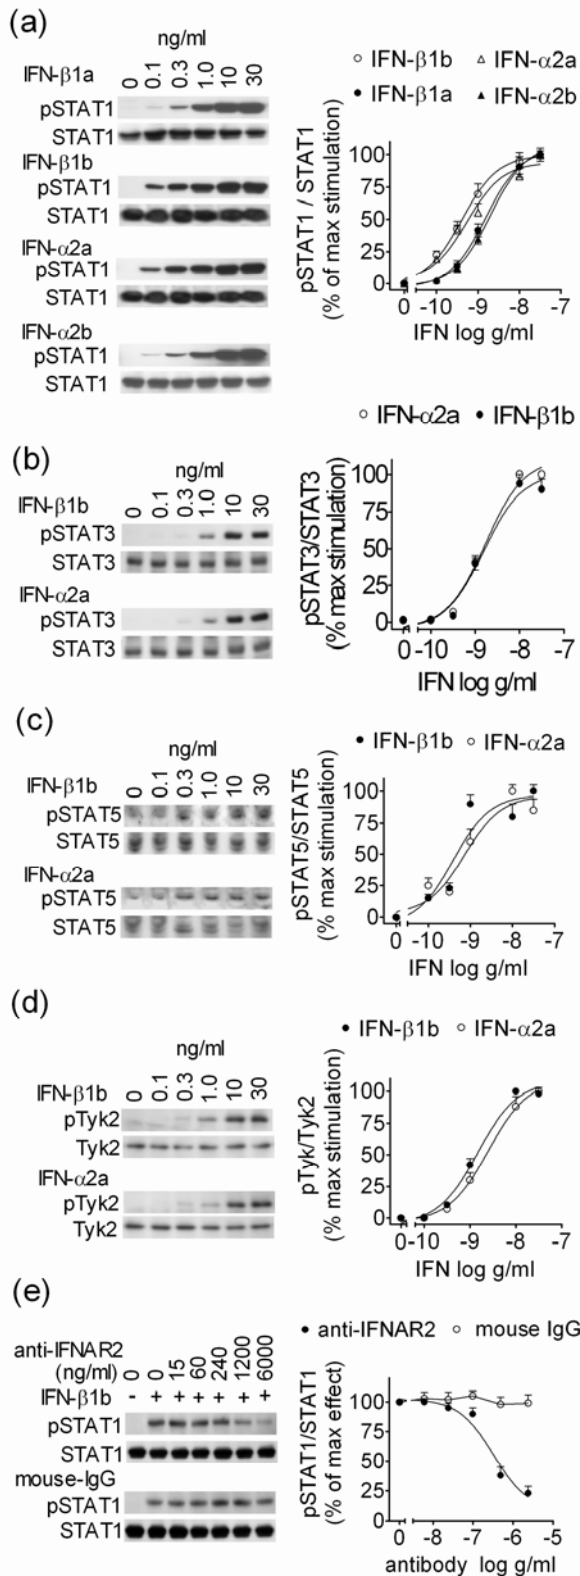 (a)
ng/ml
IFN-β1a 0 0.1 0.3 1.0 10 30
pSTAT1
STAT1
IFN-β1b
pSTAT1
STAT1
IFN-α2a
pSTAT1
STAT1
IFN-α2b
pSTAT1
STAT1
IFN-β1b IFN-α2a
IFN-β1a IFN-α2b
pSTAT1 / STAT1
(% of max stimulation)
100
75
50
25
0
0 -10 -9 -8 -7
IFN log g/ml
(b)
ng/ml
IFN-β1b 0 0.1 0.3 1.0 10 30
pSTAT3
STAT3
IFN-α2a
pSTAT3
STAT3
IFN-α2a IFN-β1b
pSTAT3/STAT3
(% max stimulation)
100
75
50
25
0
0 -10 -9 -8 -7
IFN log g/ml
(c)
ng/ml
IFN-β1b 0 0.1 0.3 1.0 10 30
pSTAT5
STAT5
IFN-α2a
pSTAT5
STAT5
IFN-β1b IFN-α2a
pSTAT5/STAT5
(% max stimulation)
100
75
50
25
0
0 -10 -9 -8 -7
IFN log g/ml
(d)
ng/ml
IFN-β1b 0 0.1 0.3 1.0 10 30
pTyk2
Tyk2
IFN-α2a
pTyk2
Tyk2
IFN-β1b IFN-α2a
pTyk/Tyk2
(% max stimulation)
100
75
50
25
0
0 -10 -9 -8 -7
IFN log g/ml
(e)
anti-IFNAR2
(ng/ml) 0 0 15 60 240 1200 6000
IFN-β1b - + + + + + +
pSTAT1
STAT1
mouse-IgG
pSTAT1
STAT1
anti-IFNAR2 mouse IgG
pSTAT1/STAT1
(% of max effect)
100
75
50
25
0
0 -8 -7 -6 -5
antibody log g/ml